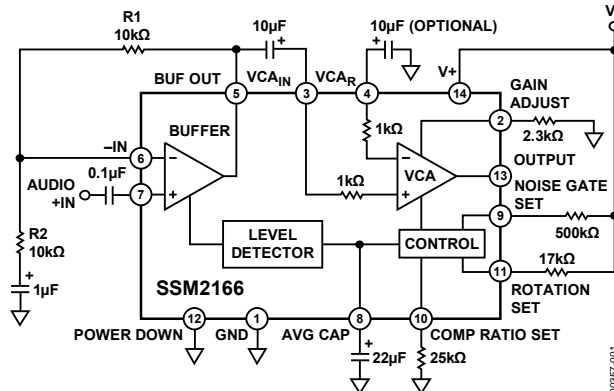 R1
10kΩ
10µF
+
10µF (OPTIONAL)
+
V
V+
BUF OUT
VCAIN
VCAR
5
3
4
14
GAIN
ADJUST
2
2.3kΩ
1kΩ
BUFFER
–IN
6
−
0.1µF
AUDIO
+IN
7
+
1kΩ
−
+
VCA
OUTPUT
13
NOISE GATE
SET
9
500kΩ
R2
10kΩ
LEVEL
DETECTOR
CONTROL
17kΩ
11
ROTATION
SET
+
1µF
SSM2166
12
1
8
10
POWER DOWN
GND
AVG CAP
COMP RATIO SET
+
22µF
25kΩ